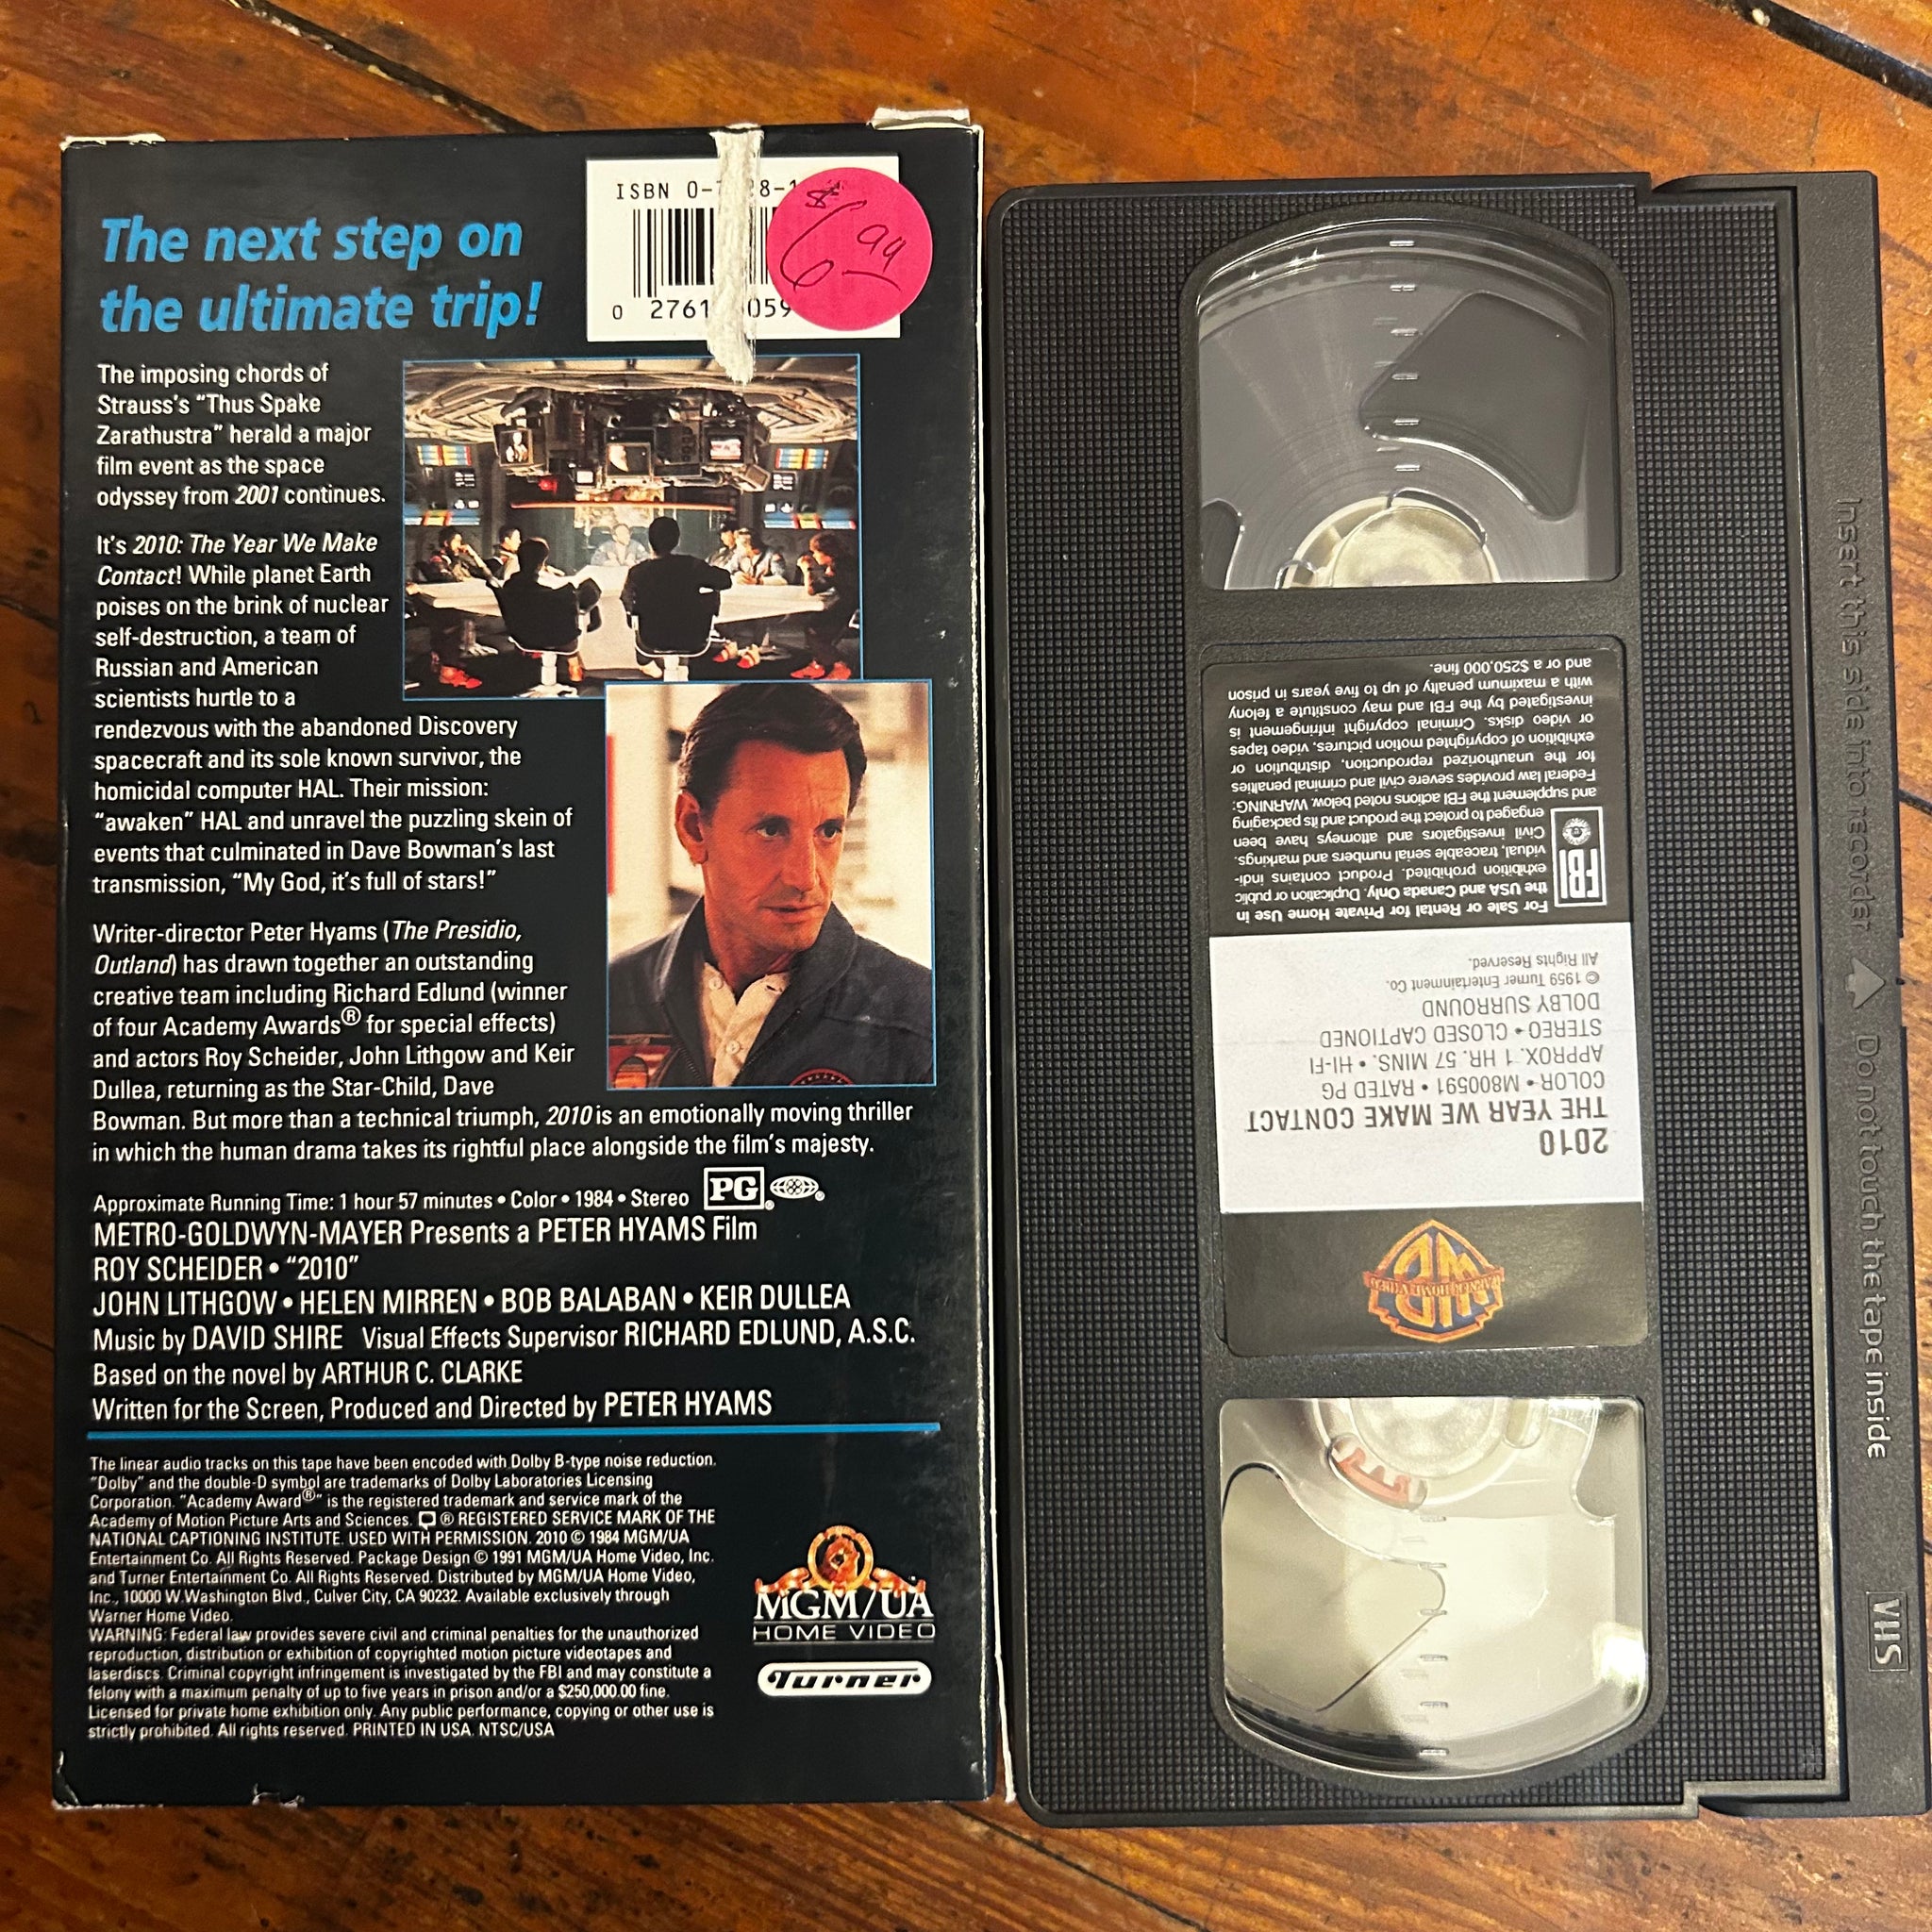 ISBN 0-7
$6.99
0 2761 059
The next step on
the ultimate trip!
The imposing chords of
Strauss's “Thus Spake
Zarathustra” herald a major
film event as the space
odyssey from 2001 continues.
It's 2010: The Year We Make
Contact! While planet Earth
poises on the brink of nuclear
self-destruction, a team of
Russian and American
scientists hurtle to a
rendezvous with the abandoned Discovery
spacecraft and its sole known survivor, the
homicidal computer HAL. Their mission:
“awaken” HAL and unravel the puzzling skein of
events that culminated in Dave Bowman's last
transmission, “My God, it's full of stars!”
Writer-director Peter Hyams (The Presidio,
Outland) has drawn together an outstanding
creative team including Richard Edlund (winner
of four Academy Awards® for special effects)
and actors Roy Scheider, John Lithgow and Keir
Dullea, returning as the Star-Child, Dave
Bowman. But more than a technical triumph, 2010 is an emotionally moving thriller
in which the human drama takes its rightful place alongside the film's majesty.
Approximate Running Time: 1 hour 57 minutes • Color • 1984 • Stereo PG®
METRO-GOLDWYN-MAYER Presents a PETER HYAMS Film
ROY SCHEIDER • “2010”
JOHN LITHGOW • HELEN MIRREN • BOB BALABAN • KEIR DULLEA
Music by DAVID SHIRE Visual Effects Supervisor RICHARD EDLUND, A.S.C.
Based on the novel by ARTHUR C. CLARKE
Written for the Screen, Produced and Directed by PETER HYAMS
The linear audio tracks on this tape have been encoded with Dolby B-type noise reduction.
“Dolby” and the double-D symbol are trademarks of Dolby Laboratories Licensing
Corporation. “Academy Award®” is the registered trademark and service mark of the
Academy of Motion Picture Arts and Sciences. ® REGISTERED SERVICE MARK OF THE
NATIONAL CAPTIONING INSTITUTE. USED WITH PERMISSION. 2010 © 1984 MGM/UA
Entertainment Co. All Rights Reserved. Package Design © 1991 MGM/UA Home Video, Inc.
and Turner Entertainment Co. All Rights Reserved. Distributed by MGM/UA Home Video,
Inc., 10000 W. Washington Blvd., Culver City, CA 90232. Available exclusively through
Warner Home Video.
WARNING: Federal law provides severe civil and criminal penalties for the unauthorized
reproduction, distribution or exhibition of copyrighted motion picture videotapes and
laserdiscs. Criminal copyright infringement is investigated by the FBI and may constitute a
felony with a maximum penalty of up to five years in prison and/or a $250,000.00 fine.
Licensed for private home exhibition only. Any public performance, copying or other use is
strictly prohibited. All rights reserved. PRINTED IN USA. NTSC/USA
MGM/UA
HOME VIDEO
Turner
WARNER HOME VIDEO
2010
THE YEAR WE MAKE CONTACT
COLOR • M800591 • RATED PG
APPROX. 1 HR. 57 MINS. • HI-FI
STEREO • CLOSED CAPTIONED
DOLBY SURROUND
© 1959 Turner Entertainment Co.
All Rights Reserved.
FBI
For Sale or Rental for Private Home Use in
the USA and Canada Only. Duplication or public
exhibition prohibited. Product contains indi-
vidual, traceable serial numbers and markings.
Civil investigators and attorneys have been
engaged to protect the product and its packaging
and supplement the FBI actions noted below. WARNING:
Federal law provides severe civil and criminal penalties
for the unauthorized reproduction, distribution or
exhibition of copyrighted motion pictures, video tapes
or video disks. Criminal copyright infringement is
investigated by the FBI and may constitute a felony
with a maximum penalty of up to five years in prison
and or a $250,000 fine.
Insert this side into recorder
Do not touch the tape inside
VHS